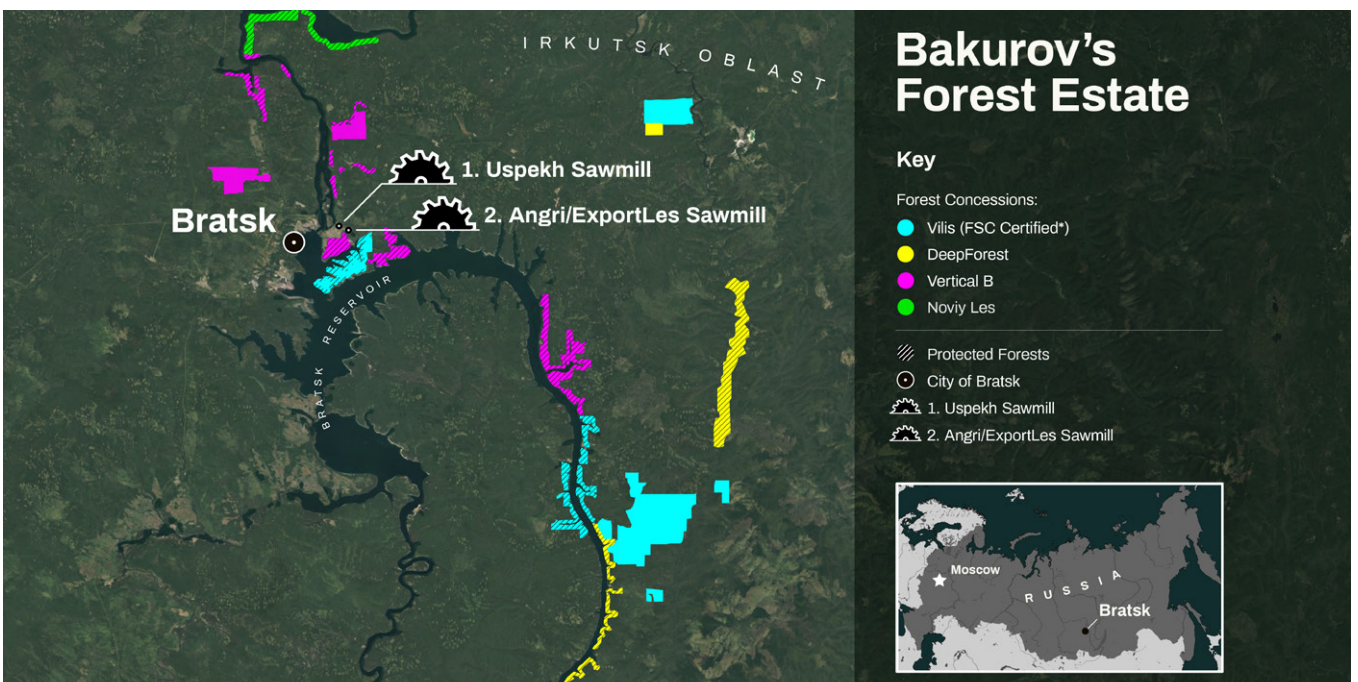 IRKUTSK OBLAST
1. Uspekh Sawmill
2. Angri/ExportLes Sawmill
Bratsk
BRATSK RESERVOIR
Bakurov’s
Forest Estate
Key
Forest Concessions:
Vilis (FSC Certified*)
DeepForest
Vertical B
Noviy Les
Protected Forests
City of Bratsk
1. Uspekh Sawmill
2. Angri/ExportLes Sawmill
Moscow
RUSSIA
Bratsk